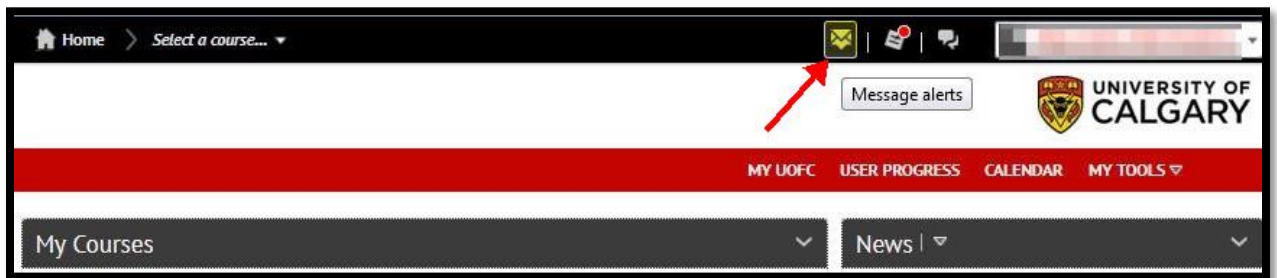 Home Select a course...
Message alerts
UNIVERSITY OF
CALGARY
MY UOFC USER PROGRESS CALENDAR MY TOOLS
My Courses News